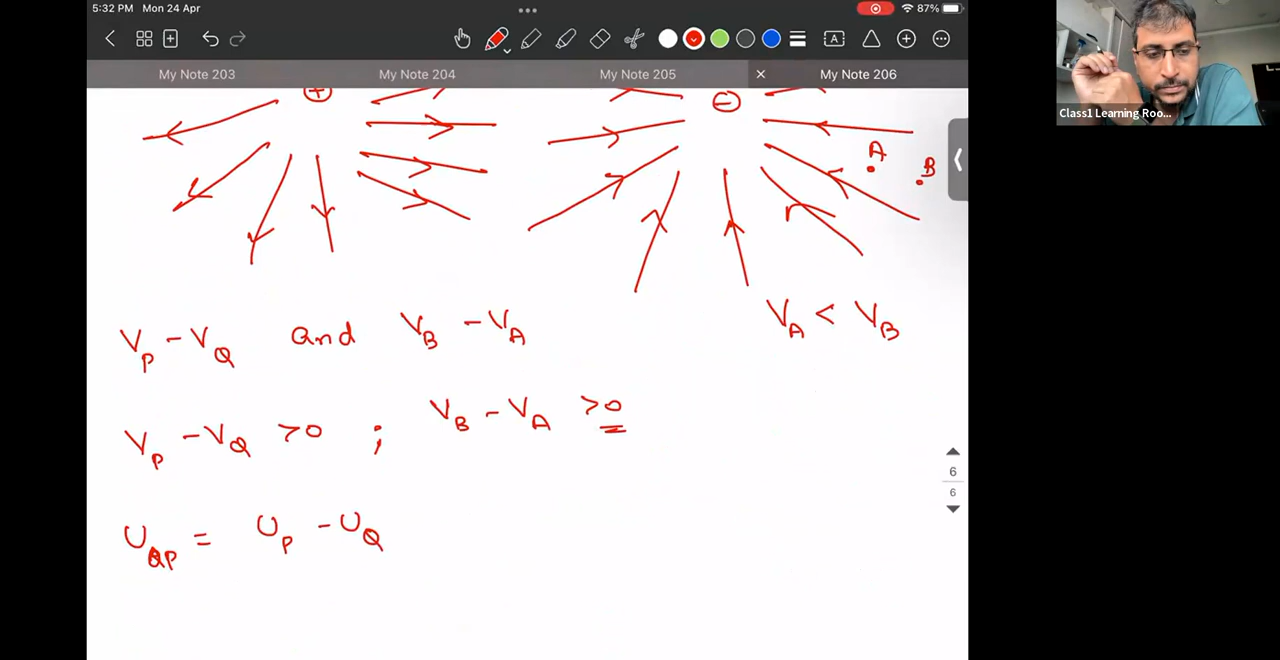 5:32 PM Mon 24 Apr
87%
My Note 203
My Note 204
My Note 205
My Note 206
Class1 Learning Roo...
+
−
A
B
V_A < V_B
V_P − V_Q and V_B − V_A
V_P − V_Q > 0 ; V_B − V_A > 0
U_QP = U_P − U_Q
6
6